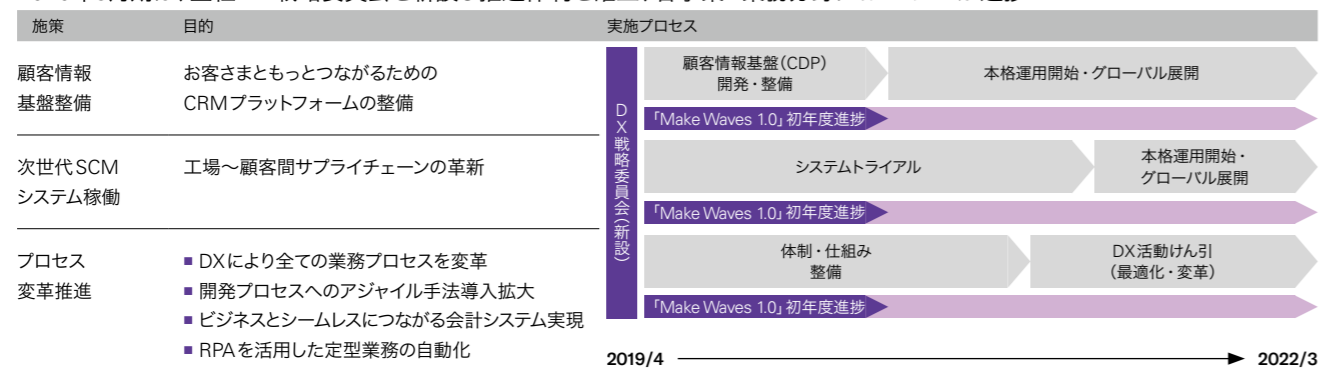 施策 目的 実施プロセス
顧客情報
基盤整備
お客さまともっとつながるための
CRMプラットフォームの整備
顧客情報基盤（CDP）
開発・整備
本格運用開始・グローバル展開
「Make Waves 1.0」初年度進捗
DX戦略委員会（新設）
次世代SCM
システム稼働
工場～顧客間サプライチェーンの革新
システムトライアル
本格運用開始・
グローバル展開
「Make Waves 1.0」初年度進捗
プロセス
変革推進
■ DXにより全ての業務プロセスを変革
■ 開発プロセスへのアジャイル手法導入拡大
■ ビジネスとシームレスにつながる会計システム実現
■ RPAを活用した定型業務の自動化
体制・仕組み
整備
DX活動けん引
（最適化・変革）
「Make Waves 1.0」初年度進捗
2019/4 2022/3